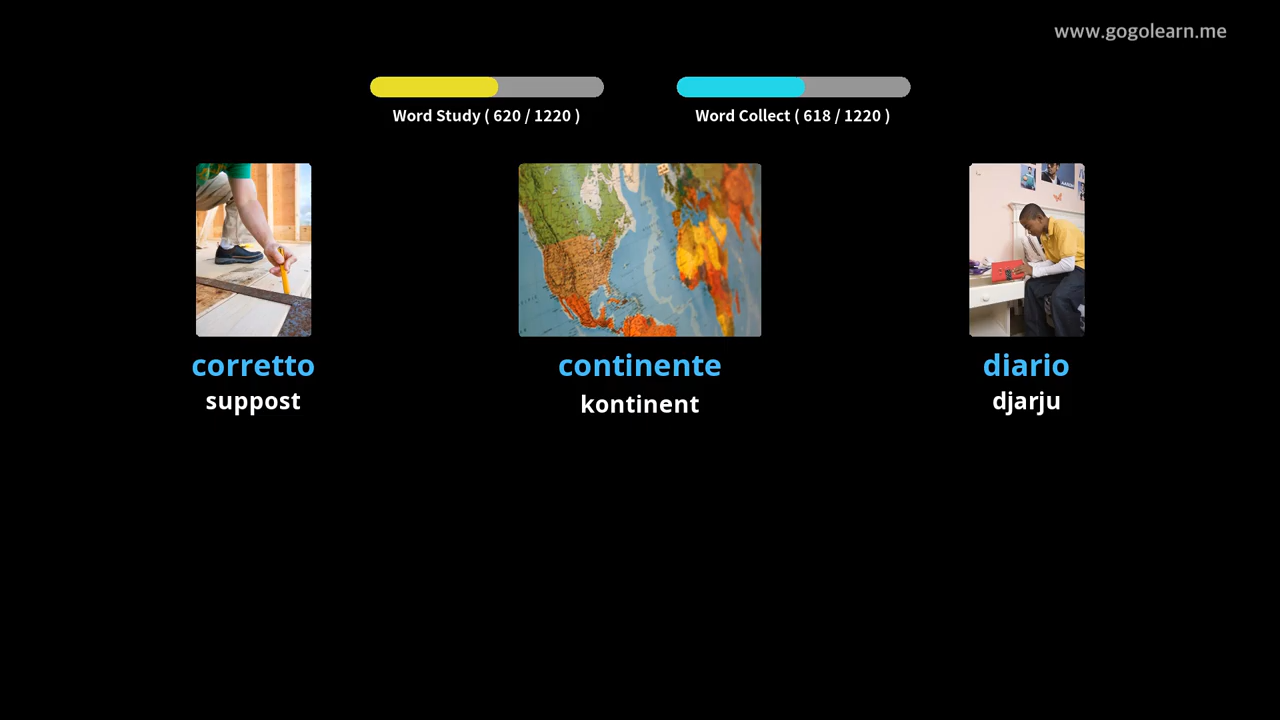 www.gogolearn.me
Word Study ( 620 / 1220 )
Word Collect ( 618 / 1220 )
corretto
suppost
continente
kontinent
diario
djarju